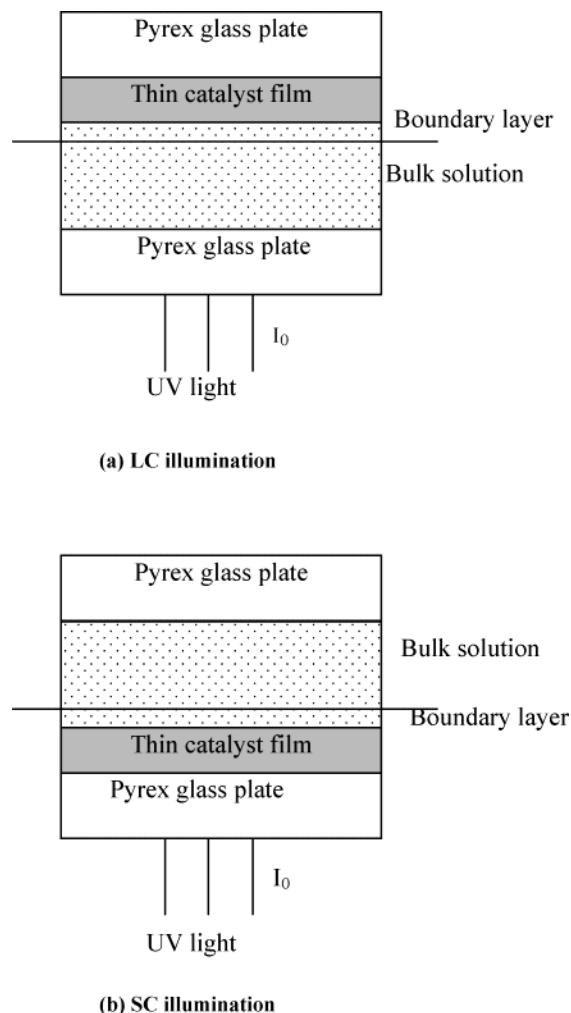 Pyrex glass plate
Thin catalyst film
Boundary layer
Bulk solution
Pyrex glass plate
I₀
UV light
(a) LC illumination
Pyrex glass plate
Bulk solution
Boundary layer
Thin catalyst film
Pyrex glass plate
I₀
UV light
(b) SC illumination